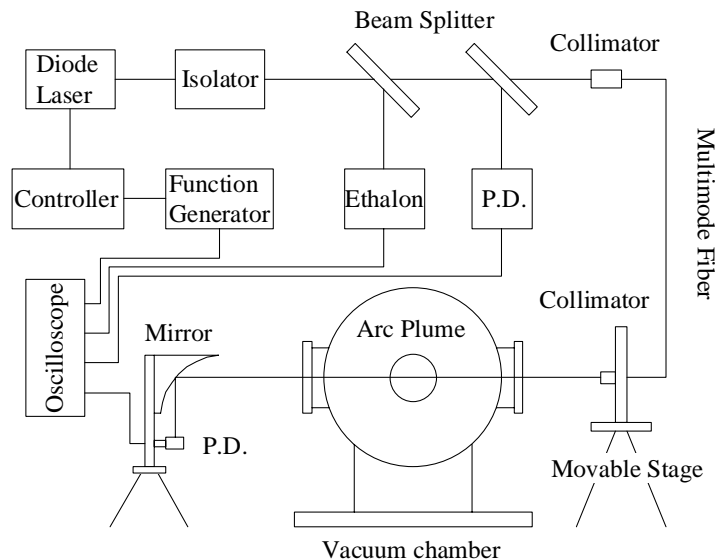 Beam Splitter
Collimator
Diode
Laser
Isolator
Controller
Function
Generator
Ethalon
P.D.
Multimode Fiber
Oscilloscope
Mirror
Arc Plume
Collimator
P.D.
Movable Stage
Vacuum chamber